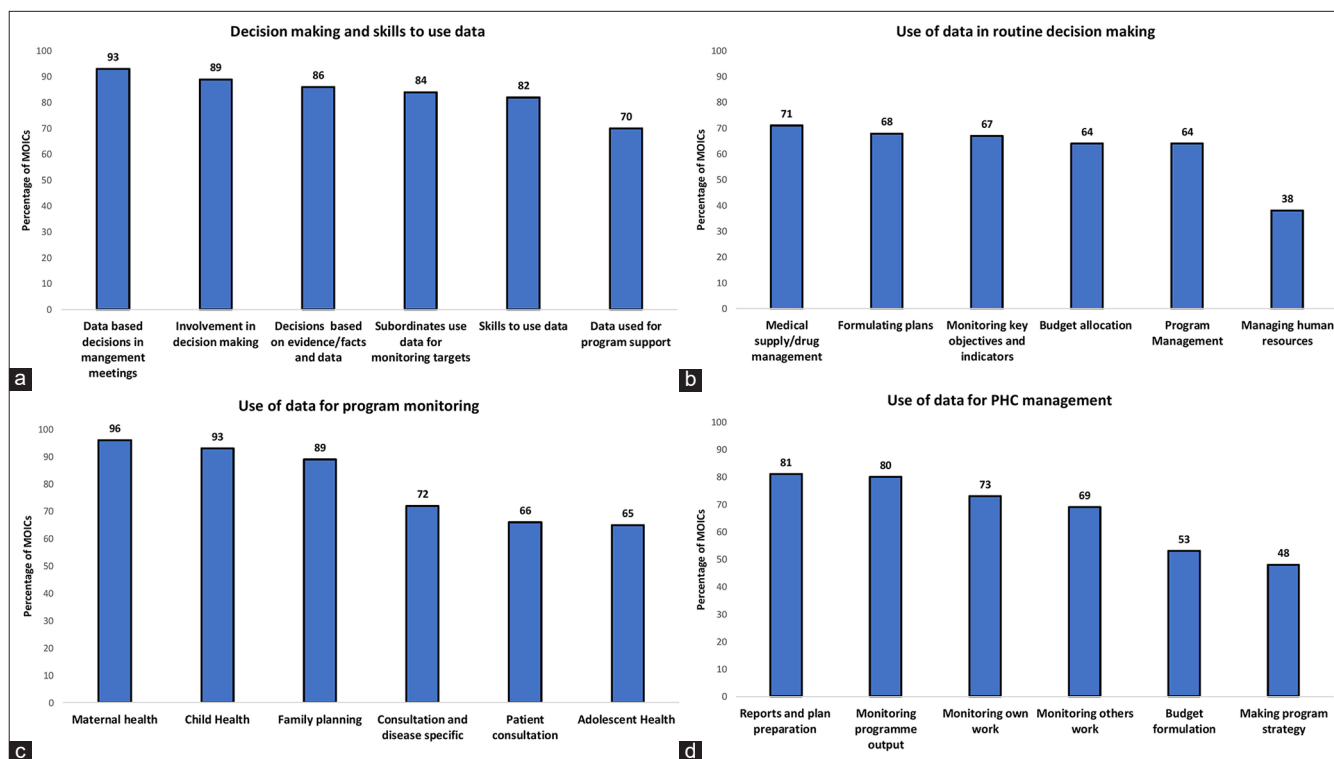 Decision making and skills to use data
Percentage of MOICs
100
90
80
70
60
50
40
30
20
10
0
93
89
86
84
82
70
Data based
decisions in
mangement
meetings
Involvement in
decision making
Decisions based
on evidence/facts
and data
Subordinates use
data for
monitoring targets
Skills to use data
Data used for
program support
a
Use of data in routine decision making
Percentage of MOICs
100
90
80
70
60
50
40
30
20
10
0
71
68
67
64
64
38
Medical
supply/drug
management
Formulating plans
Monitoring key
objectives and
indicators
Budget allocation
Program
Management
Managing human
resources
b
Use of data for program monitoring
Percentage of MOICs
100
90
80
70
60
50
40
30
20
10
0
96
93
89
72
66
65
Maternal health
Child Health
Family planning
Consultation and
disease specific
Patient
consultation
Adolescent Health
c
Use of data for PHC management
Percentage of MOICs
100
90
80
70
60
50
40
30
20
10
0
81
80
73
69
53
48
Reports and plan
preparation
Monitoring
programme
output
Monitoring own
work
Monitoring others
work
Budget
formulation
Making program
strategy
d